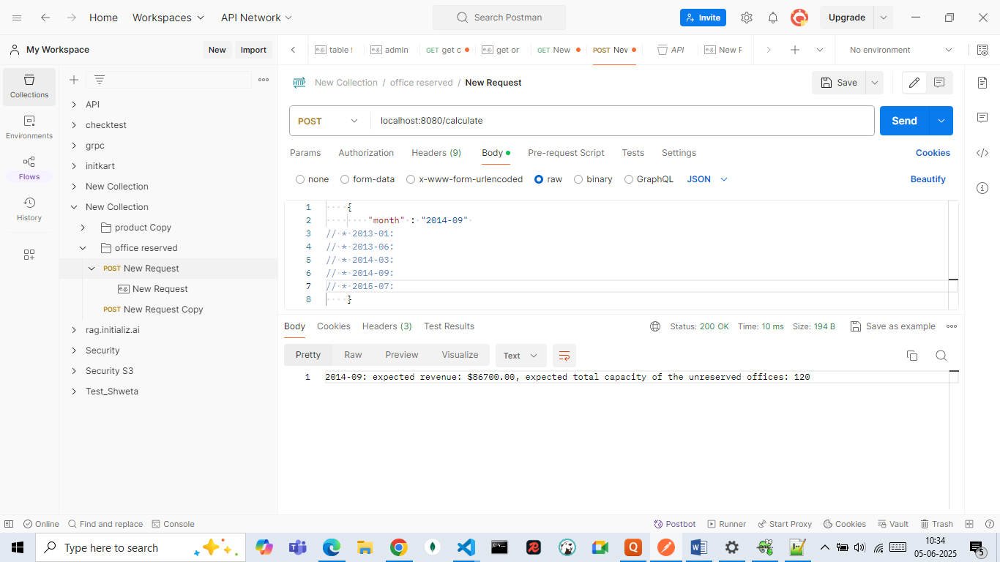 Home
Workspaces
API Network
Search Postman
Invite
Upgrade
My Workspace
New
Import
table f
admin
GET get c
get or
GET New
POST Nev
API
New F
No environment
Collections
Environments
Flows
History
API
checktest
grpc
initkart
New Collection
New Collection
product Copy
office reserved
POST New Request
e.g. New Request
POST New Request Copy
rag.initializ.ai
Security
Security S3
Test_Shweta
HTTP New Collection / office reserved / New Request
Save
POST localhost:8080/calculate
Send
Params Authorization Headers (9) Body Pre-request Script Tests Settings
Cookies
none form-data x-www-form-urlencoded raw binary GraphQL JSON
Beautify
1 {
2 "month" : "2014-09"
3 // * 2013-01:
4 // * 2013-06:
5 // * 2014-03:
6 // * 2014-09:
7 // * 2015-07:
8 }
Body Cookies Headers (3) Test Results
Status: 200 OK Time: 10 ms Size: 194 B
Save as example
Pretty Raw Preview Visualize Text
1 2014-09: expected revenue: $86700.00, expected total capacity of the unreserved offices: 120
Online
Find and replace
Console
Postbot
Runner
Start Proxy
Cookies
Vault
Trash
Type here to search
10:34
05-06-2025
5